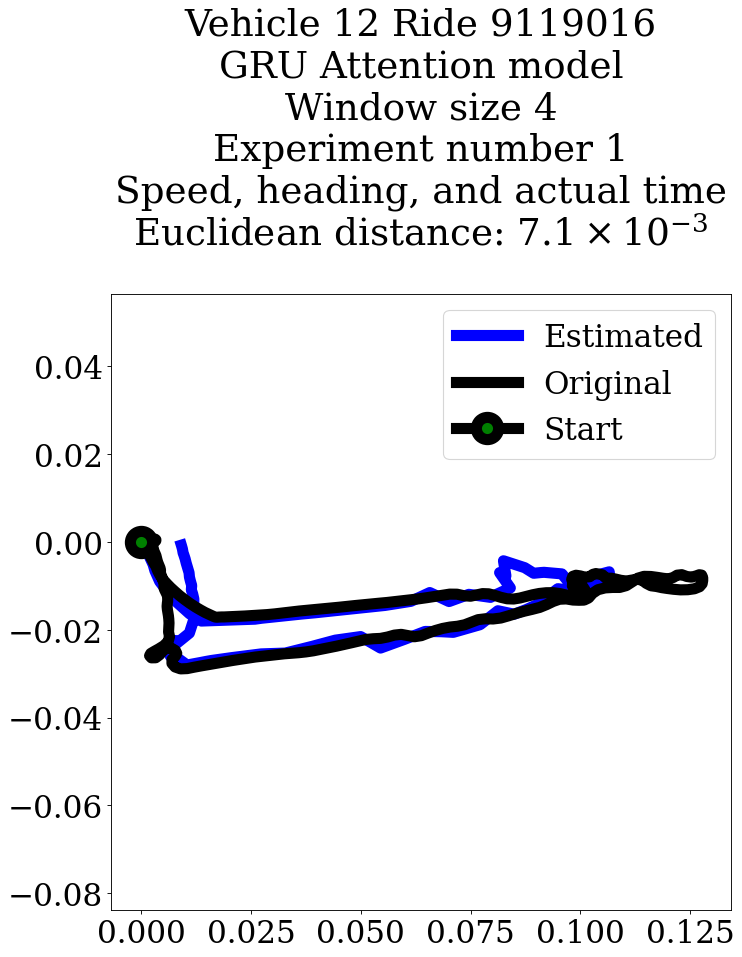 Vehicle 12 Ride 9119016
GRU Attention model
Window size 4
Experiment number 1
Speed, heading, and actual time
Euclidean distance: 7.1 × 10⁻³
Estimated
Original
Start
0.04
0.02
0.00
−0.02
−0.04
−0.06
−0.08
0.000 0.025 0.050 0.075 0.100 0.125